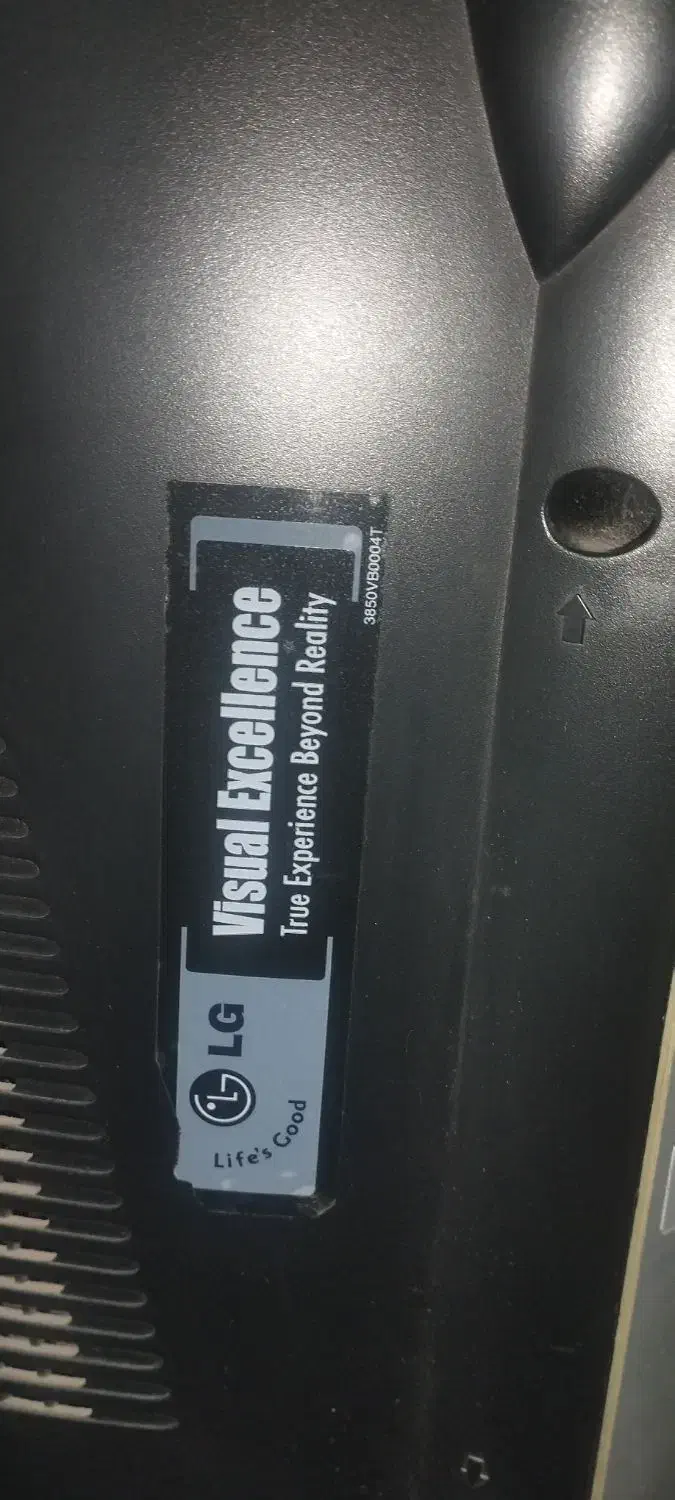 LG
Life's Good
Visual Excellence
True Experience Beyond Reality
3850VB0004T